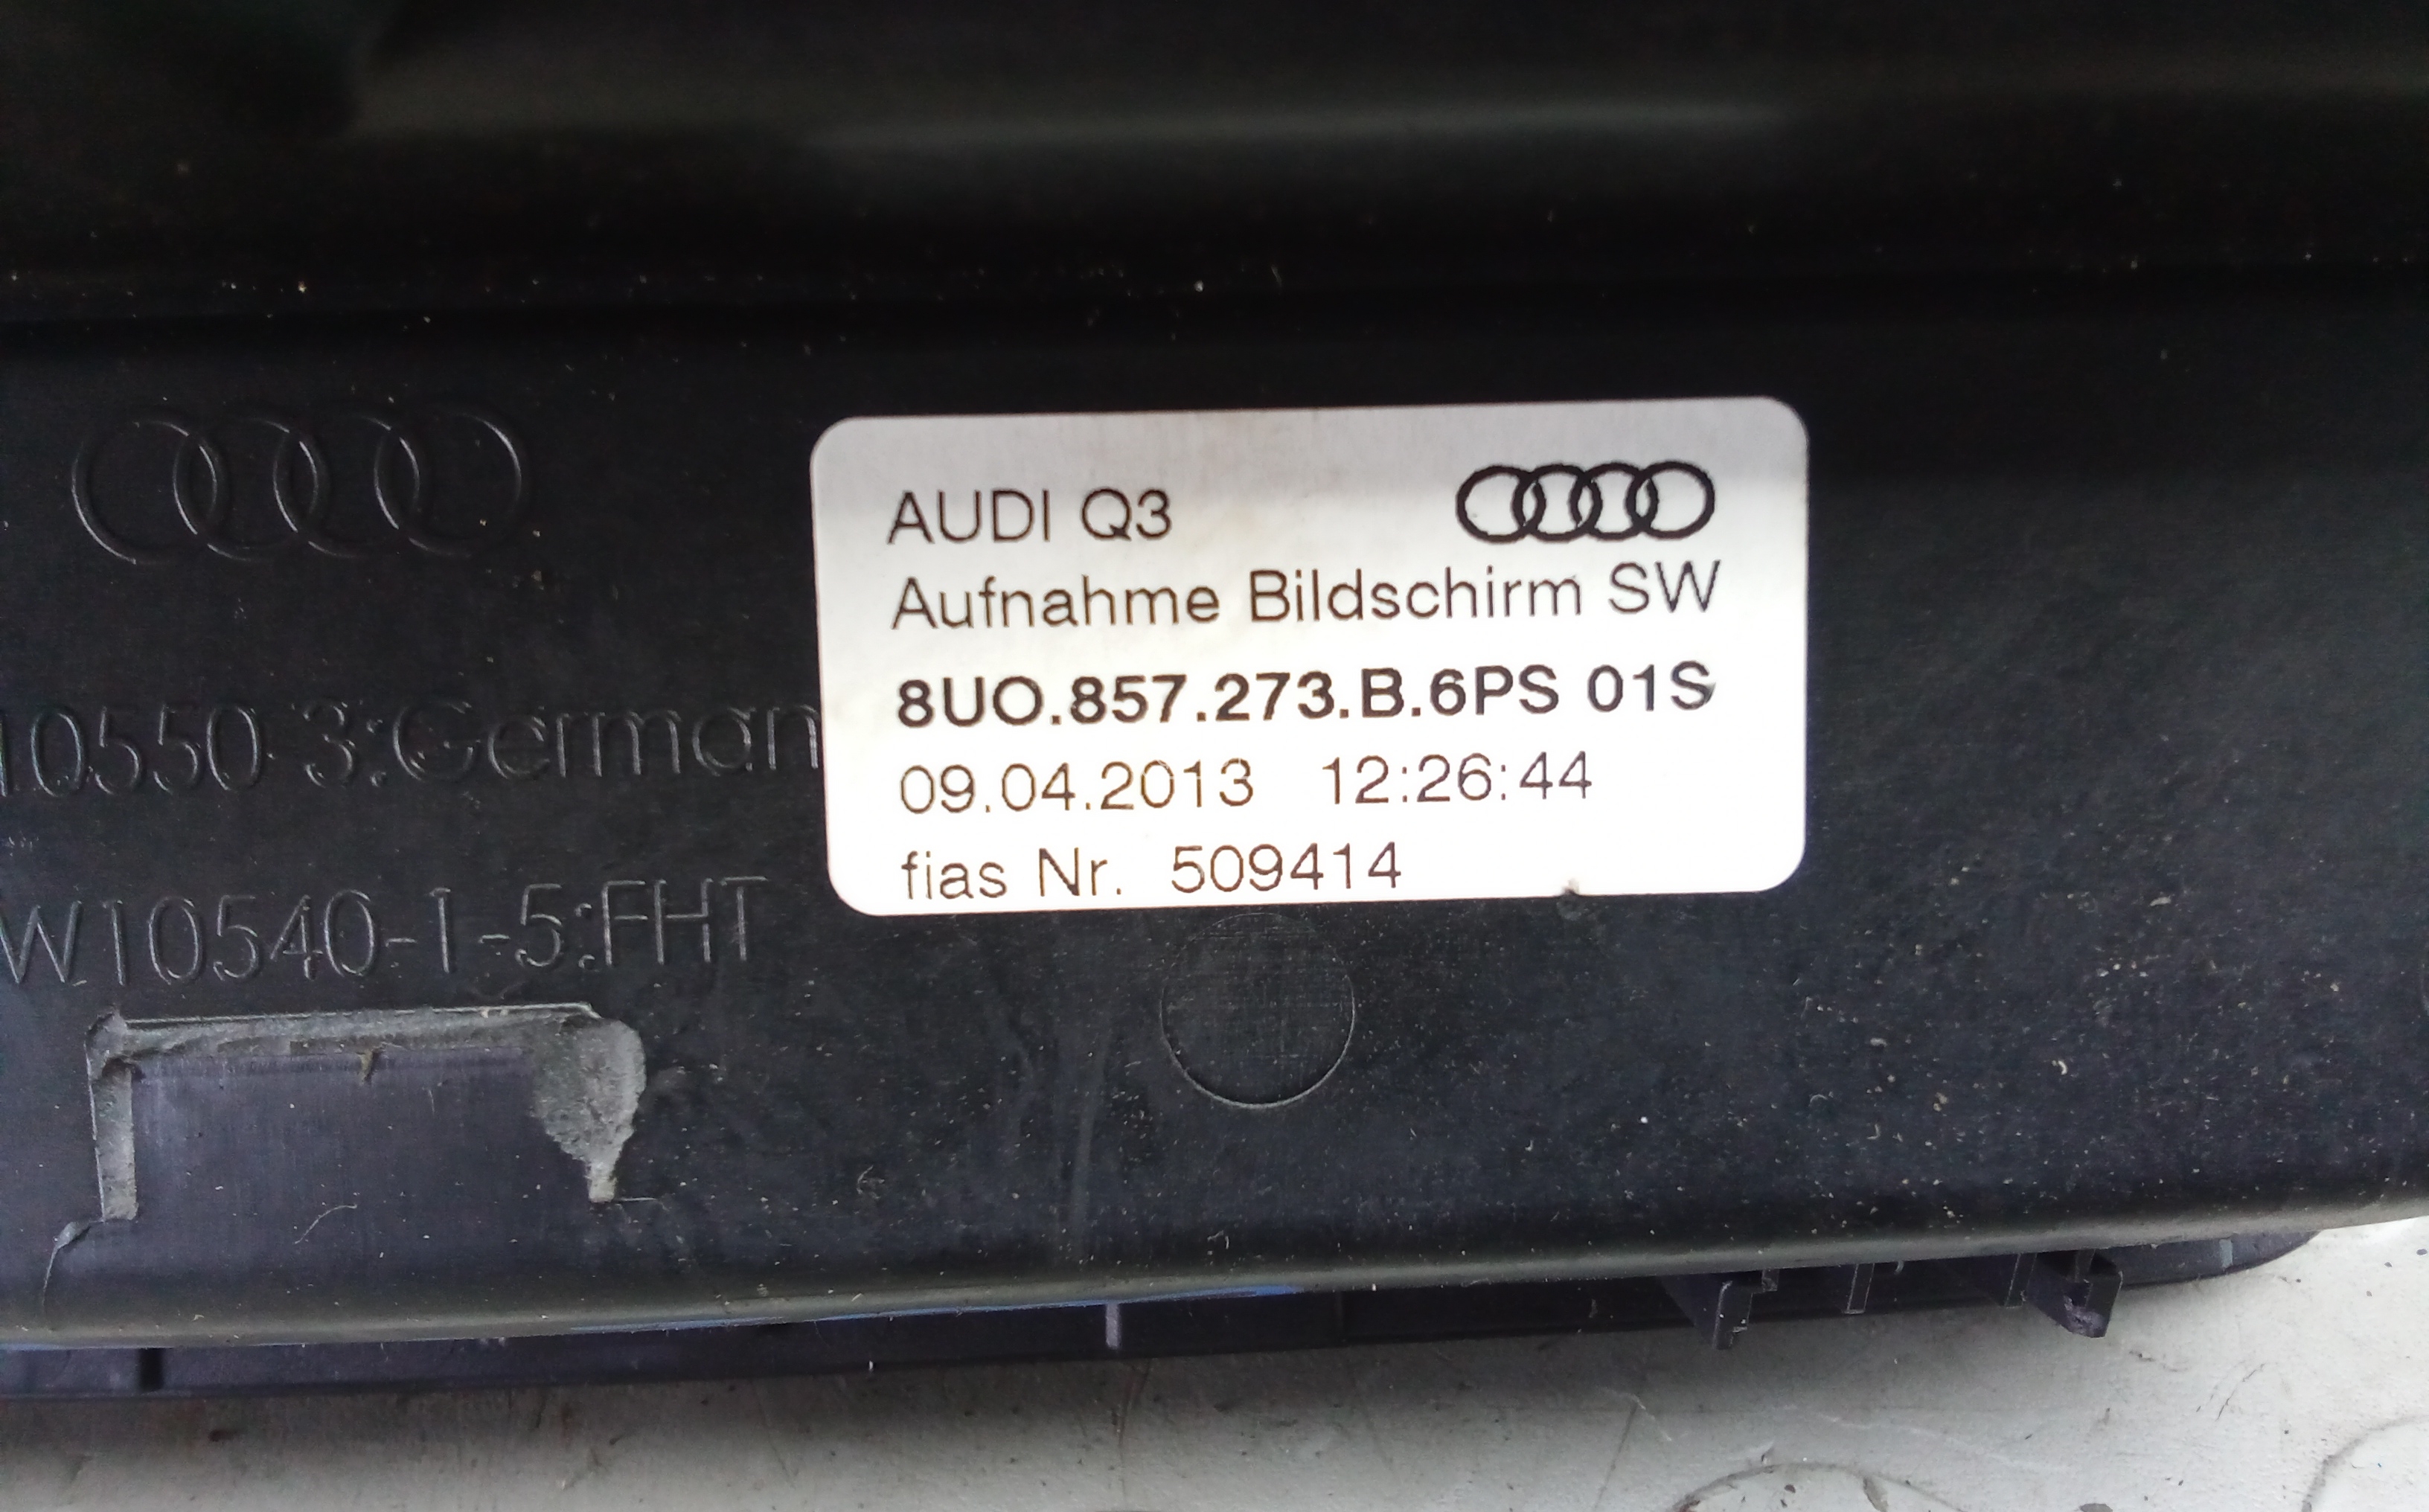 AUDI Q3
Aufnahme Bildschirm SW
8UO.857.273.B.6PS 01S
09.04.2013 12:26:44
fias Nr. 509414
10550-3:German
W10540-1-5:FHT